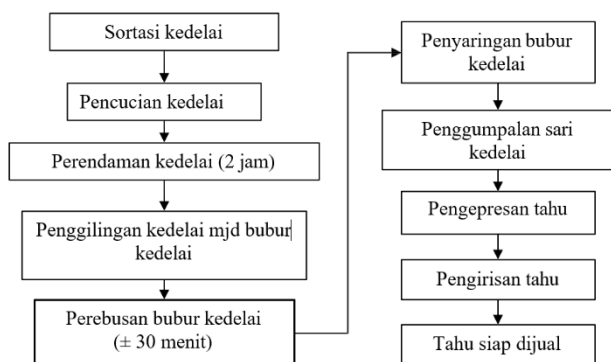 Sortasi kedelai
Pencucian kedelai
Perendaman kedelai (2 jam)
Penggilingan kedelai mjd bubur
kedelai
Perebusan bubur kedelai
(± 30 menit)
Penyaringan bubur
kedelai
Penggumpalan sari
kedelai
Pengepresan tahu
Pengirisan tahu
Tahu siap dijual